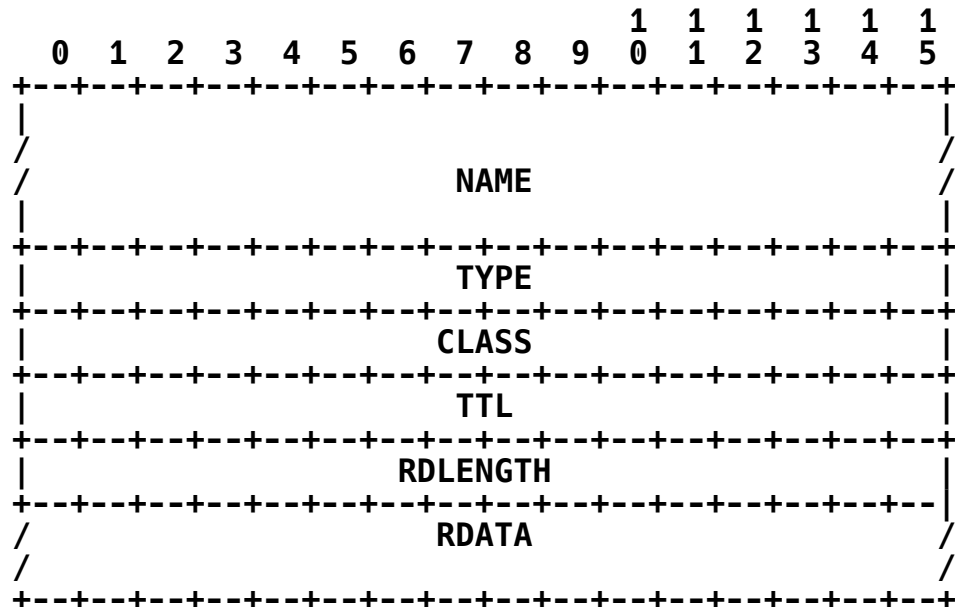 1  1  1  1  1  1
  0  1  2  3  4  5  6  7  8  9  0  1  2  3  4  5
+--+--+--+--+--+--+--+--+--+--+--+--+--+--+--+--+
|                                               |
/                                               /
/                      NAME                     /
|                                               |
+--+--+--+--+--+--+--+--+--+--+--+--+--+--+--+--+
|                      TYPE                     |
+--+--+--+--+--+--+--+--+--+--+--+--+--+--+--+--+
|                     CLASS                     |
+--+--+--+--+--+--+--+--+--+--+--+--+--+--+--+--+
|                      TTL                      |
+--+--+--+--+--+--+--+--+--+--+--+--+--+--+--+--+
|                   RDLENGTH                    |
+--+--+--+--+--+--+--+--+--+--+--+--+--+--+--+--|
/                     RDATA                     /
/                                               /
+--+--+--+--+--+--+--+--+--+--+--+--+--+--+--+--+